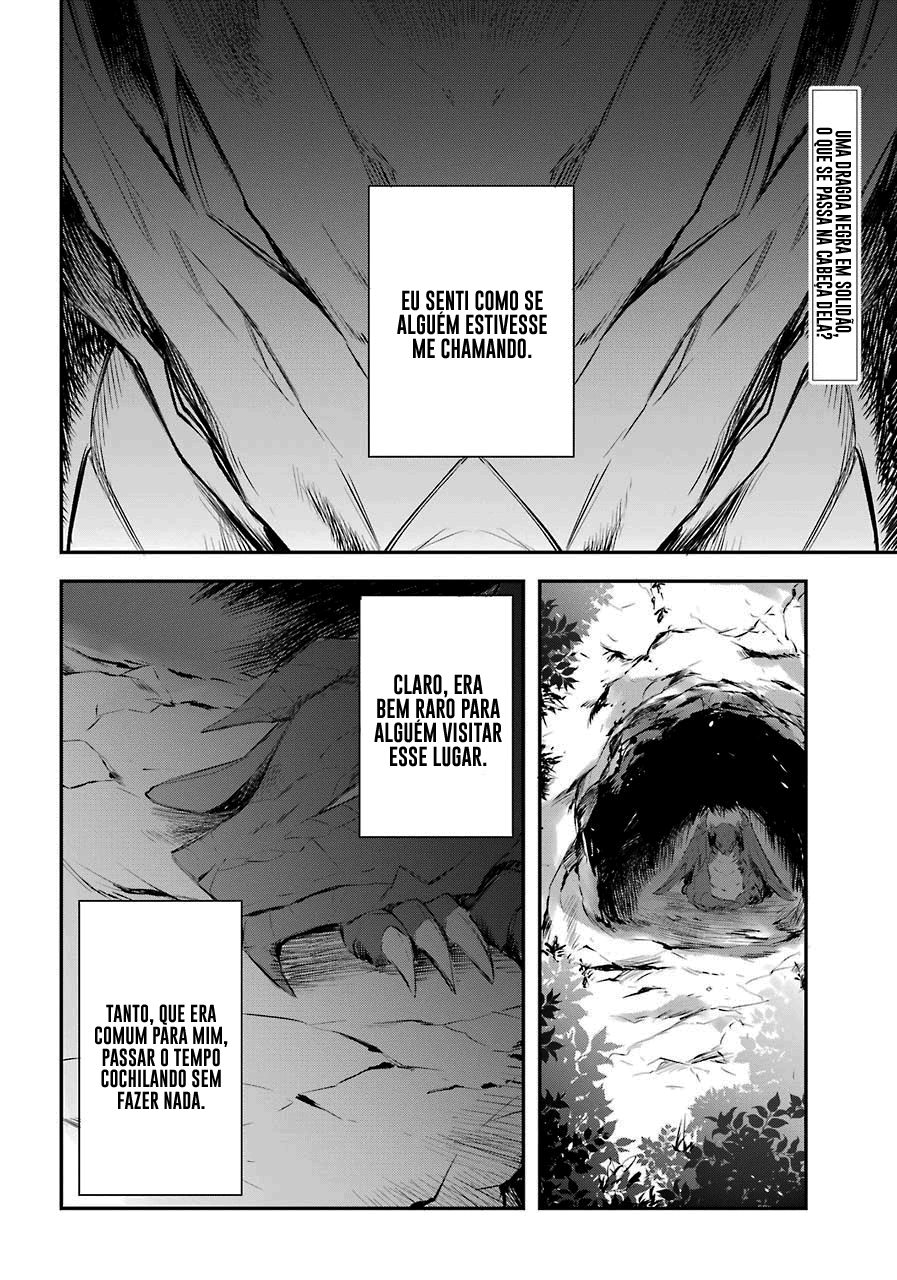 UMA DRAGOA NEGRA EM SOLIDÃO,
O QUE SE PASSA NA CABEÇA DELA?
EU SENTI COMO SE
ALGUÉM ESTIVESSE
ME CHAMANDO.
CLARO, ERA
BEM RARO PARA
ALGUÉM VISITAR
ESSE LUGAR.
TANTO, QUE ERA
COMUM PARA MIM,
PASSAR O TEMPO
COCHILANDO SEM
FAZER NADA.